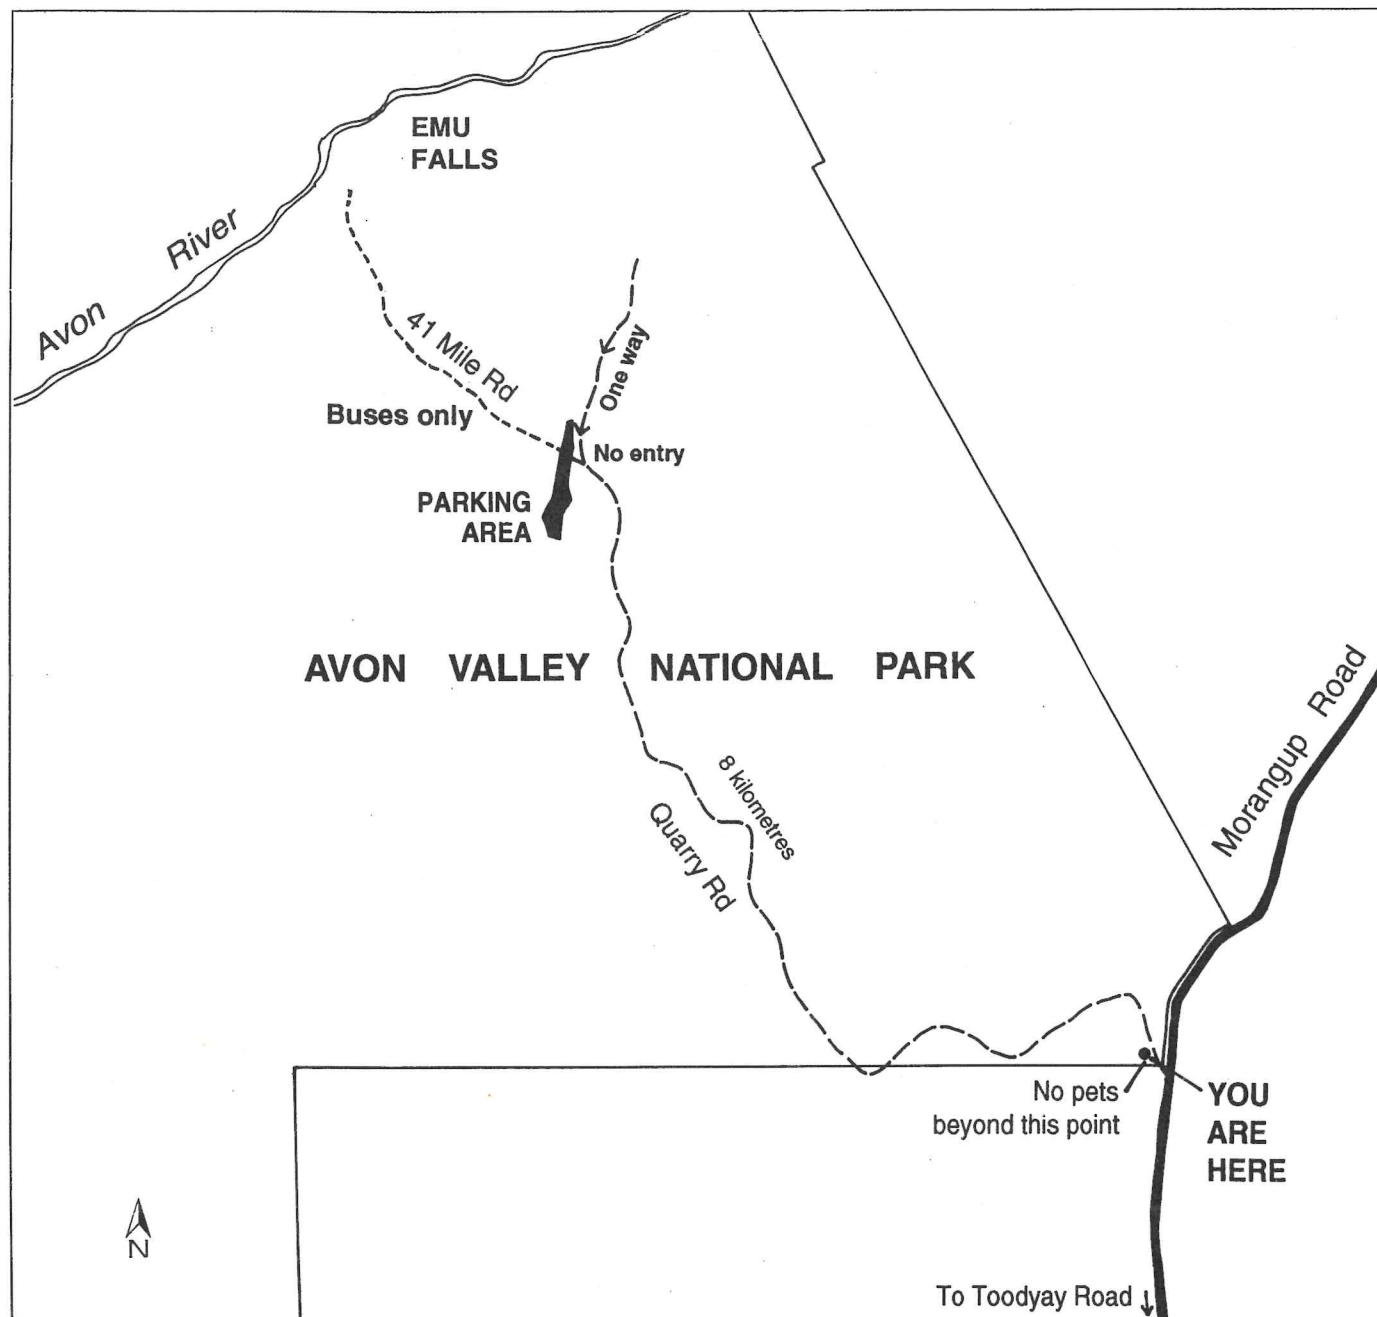 EMU
FALLS
Avon River
41 Mile Rd
One way
Buses only
No entry
PARKING
AREA
AVON VALLEY NATIONAL PARK
Morangup Road
8 kilometres
Quarry Rd
No pets
beyond this point
YOU
ARE
HERE
N
To Toodyay Road